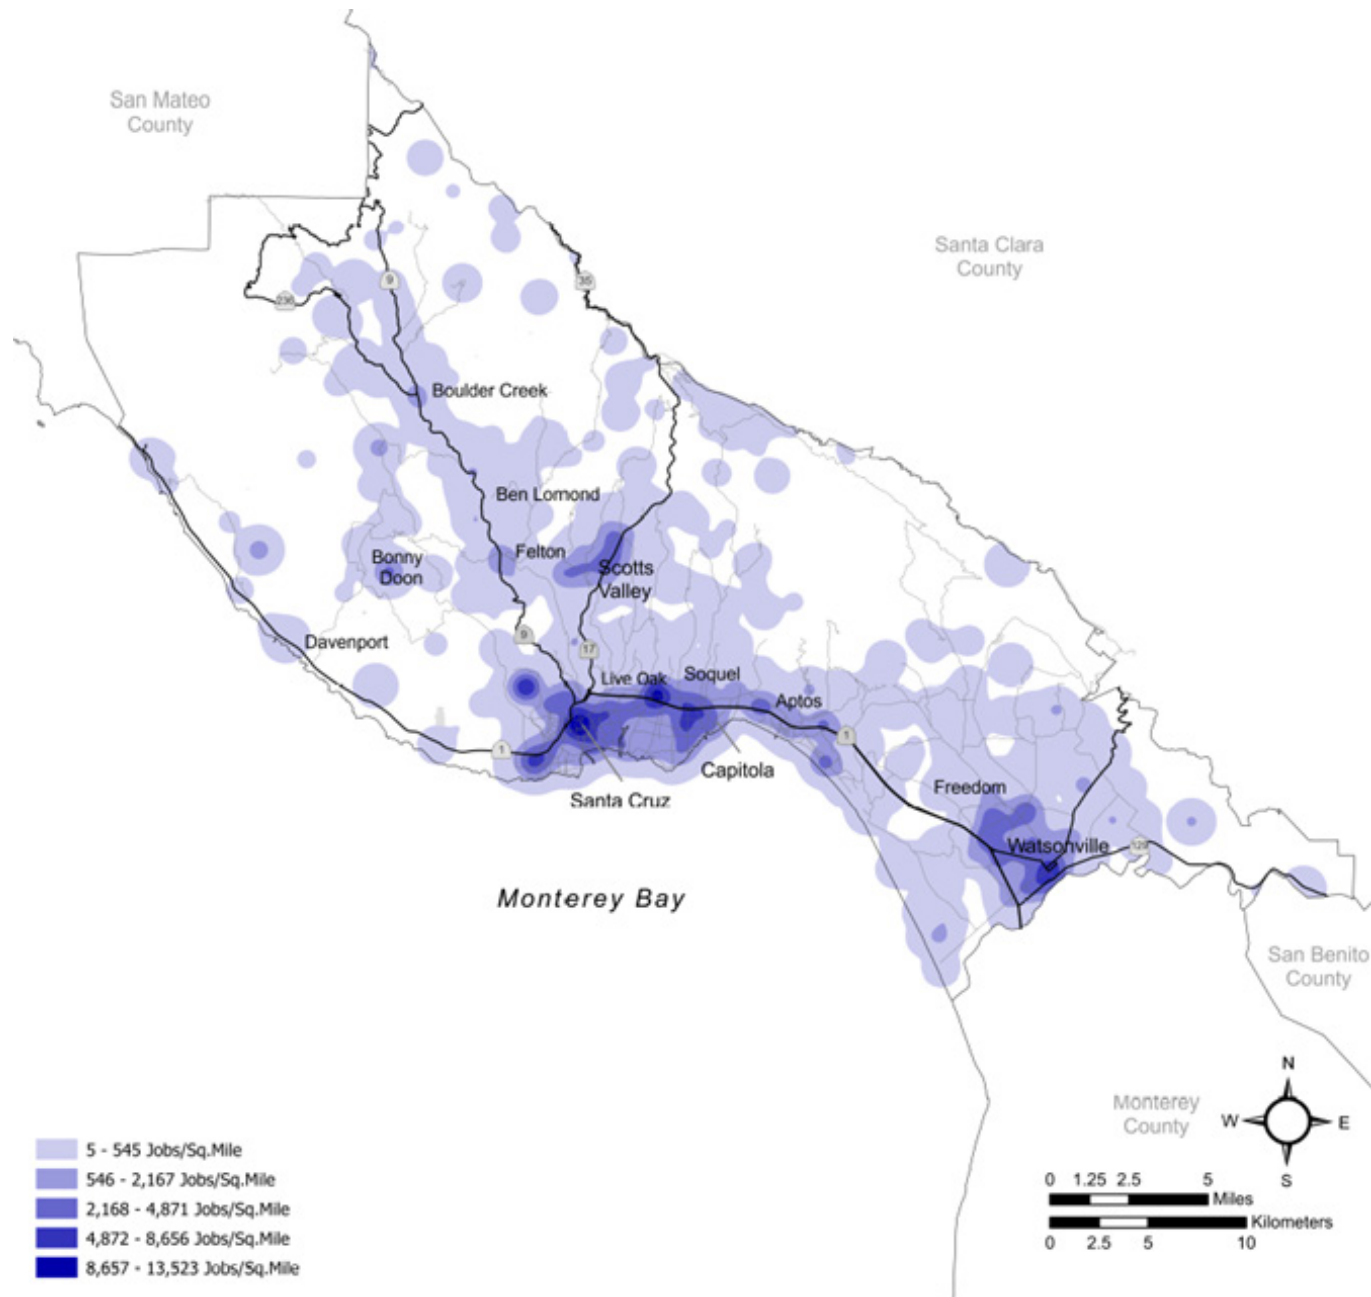 San Mateo
County
Santa Clara
County
9
35
236
Boulder Creek
Ben Lomond
Felton
Bonny
Doon
Scotts
Valley
9
Davenport
17
Live Oak
Soquel
Aptos
1
1
Capitola
Santa Cruz
Freedom
Watsonville
129
Monterey Bay
San Benito
County
Monterey
County
N
W
E
S
5 - 545 Jobs/Sq.Mile
546 - 2,167 Jobs/Sq.Mile
2,168 - 4,871 Jobs/Sq.Mile
4,872 - 8,656 Jobs/Sq.Mile
8,657 - 13,523 Jobs/Sq.Mile
0 1.25 2.5 5
Miles
Kilometers
0 2.5 5 10